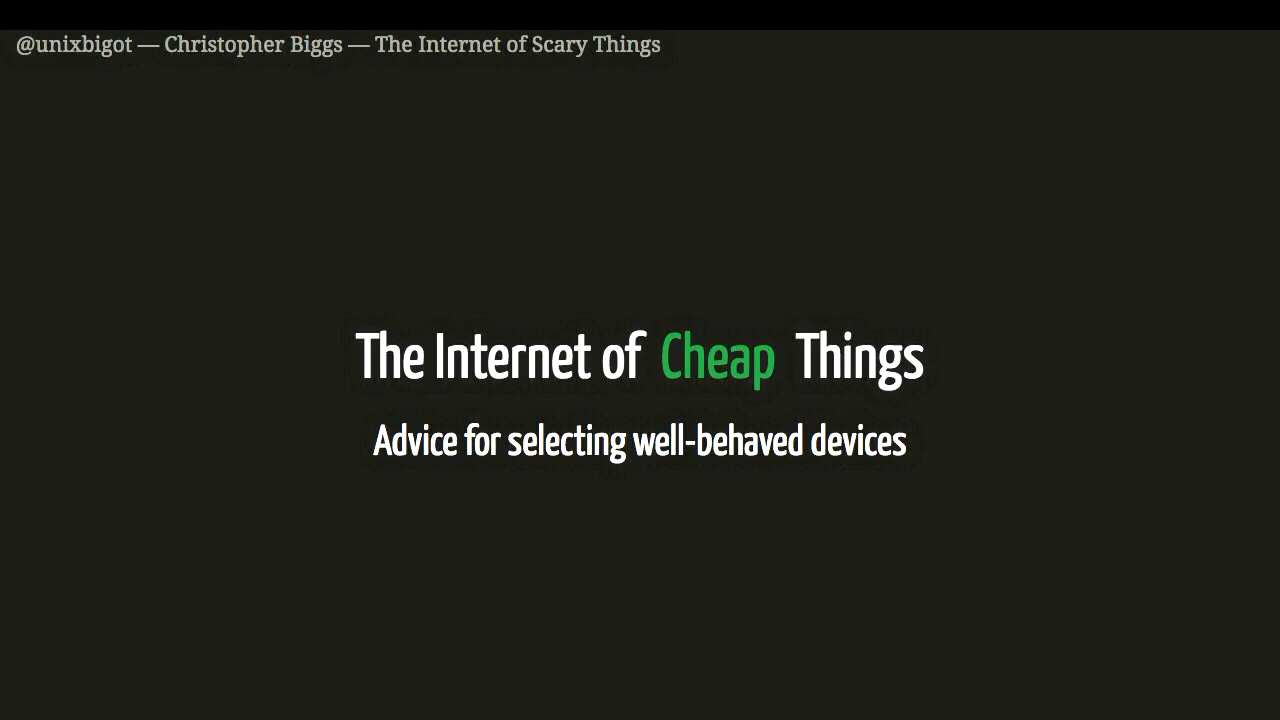 @unixbigot — Christopher Biggs — The Internet of Scary Things
The Internet of Cheap Things
Advice for selecting well-behaved devices